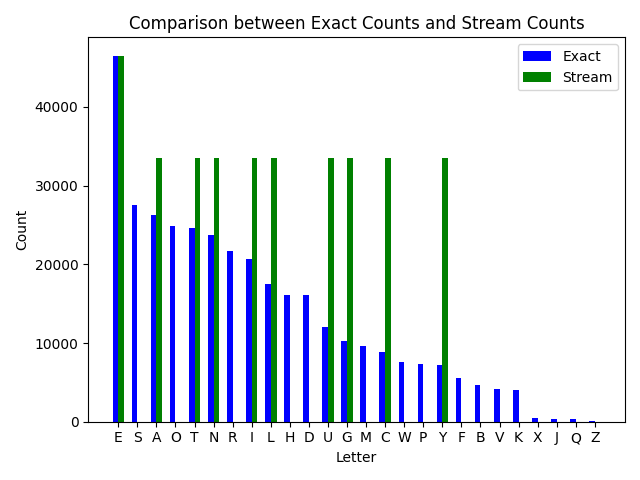 Comparison between Exact Counts and Stream Counts
Exact
Stream
40000
30000
20000
10000
0
Count
E S A O T N R I L H D U G M C W P Y F B V K X J Q Z
Letter